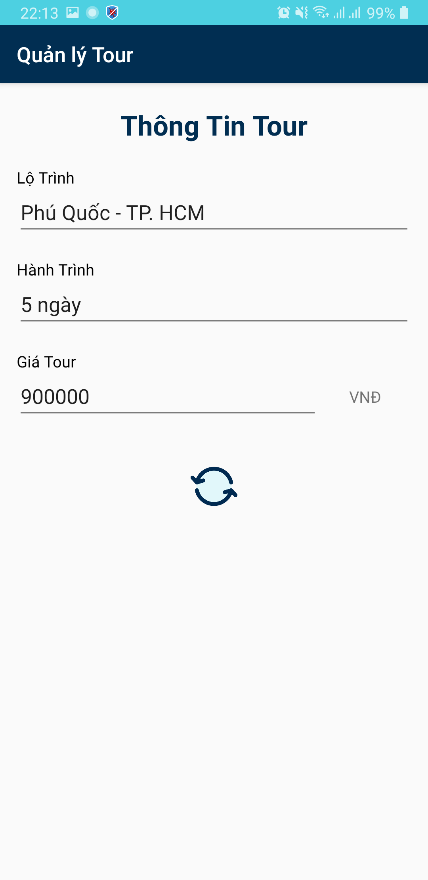 22:13 99%
Quản lý Tour
Thông Tin Tour
Lộ Trình
Phú Quốc - TP. HCM
Hành Trình
5 ngày
Giá Tour
900000 VNĐ